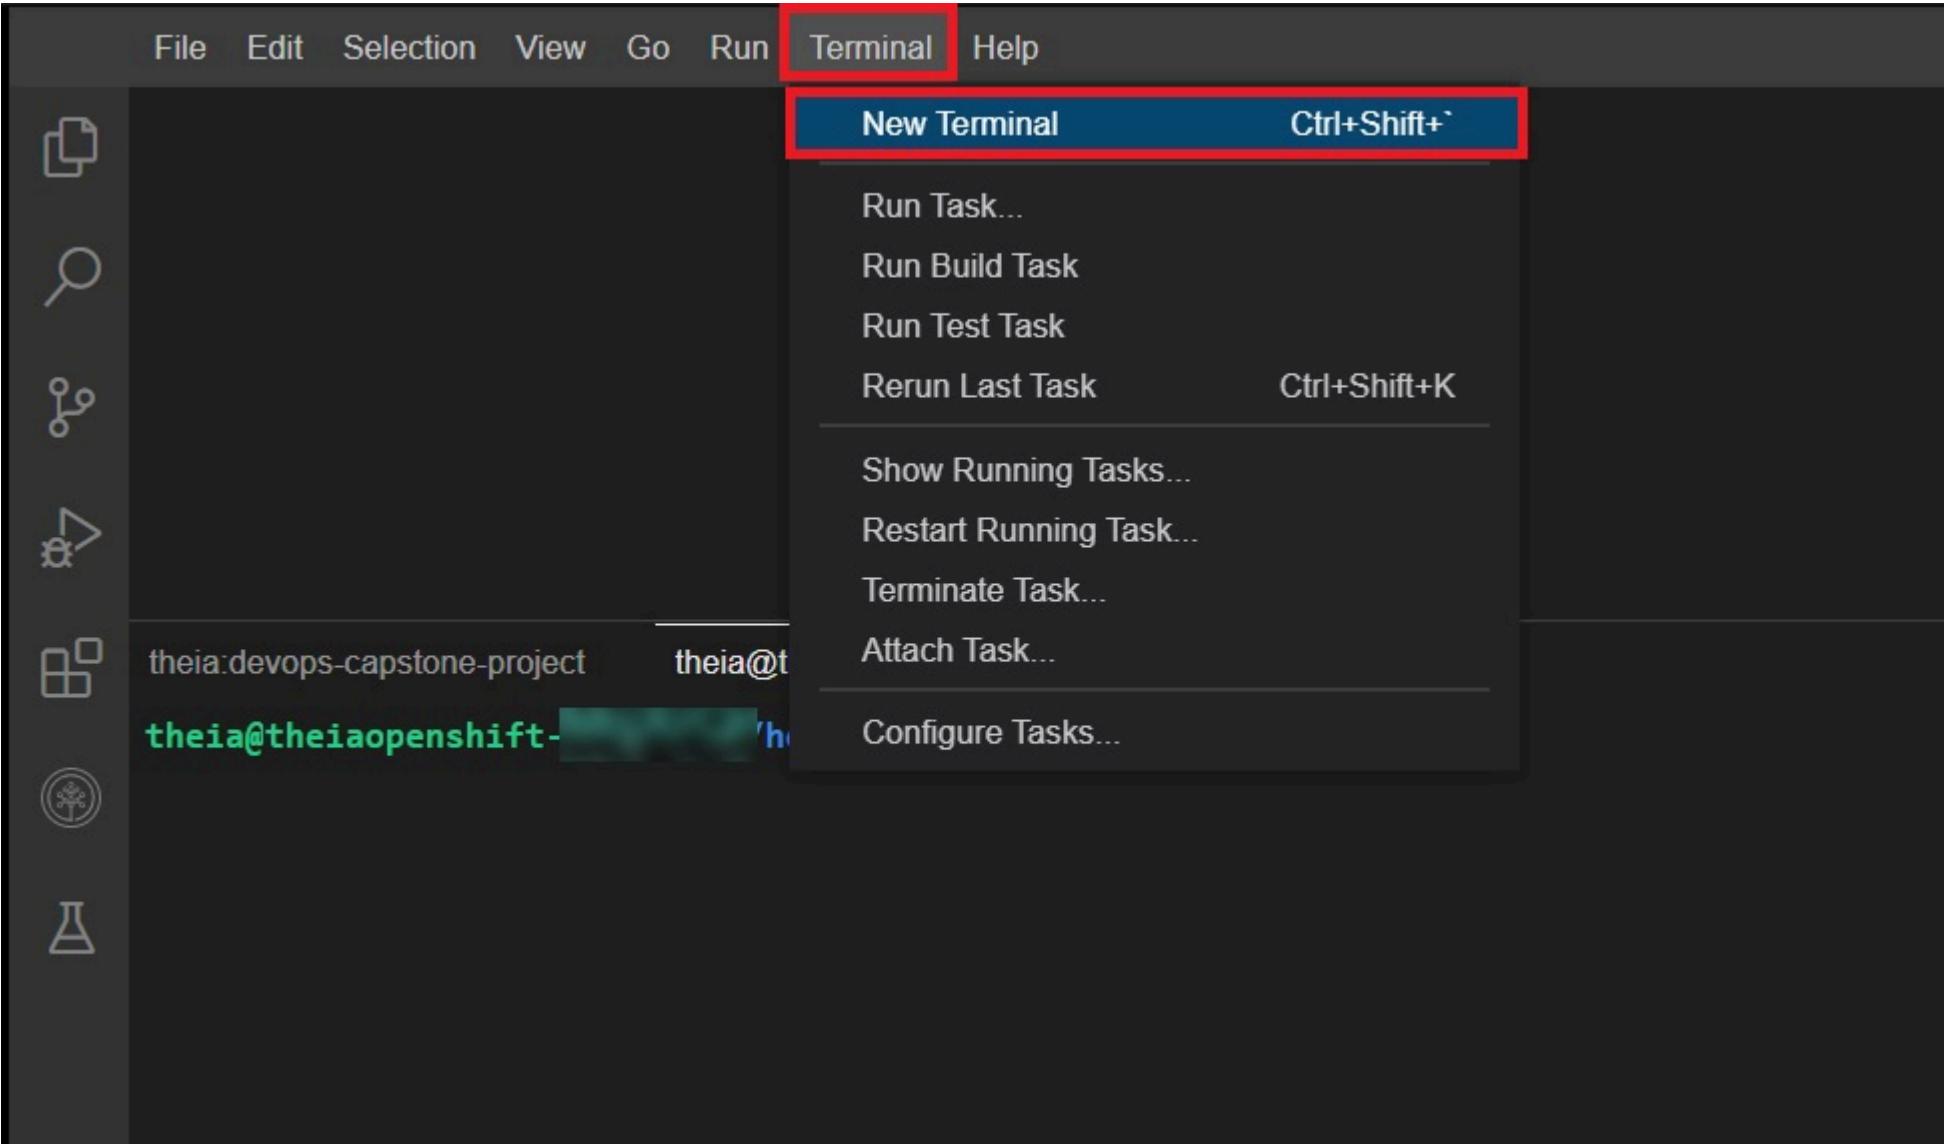 File Edit Selection View Go Run Terminal Help
New Terminal Ctrl+Shift+`
Run Task...
Run Build Task
Run Test Task
Rerun Last Task Ctrl+Shift+K
Show Running Tasks...
Restart Running Task...
Terminate Task...
Attach Task...
Configure Tasks...
theia:devops-capstone-project theia@t
theia@theiaopenshift- /h